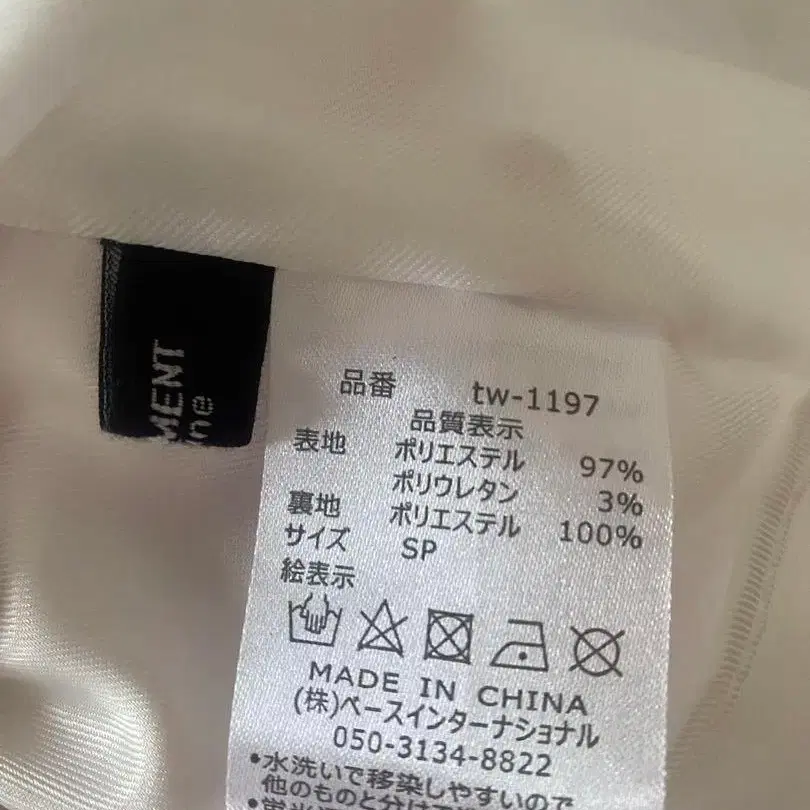 MENT
ne
品番 tw-1197
品質表示
表地 ポリエステル 97%
ポリウレタン 3%
裏地 ポリエステル 100%
サイズ SP
絵表示
MADE IN CHINA
(株)ベースインターナショナル
050-3134-8822
•水洗いで移染しやすいので
他のものと分けて